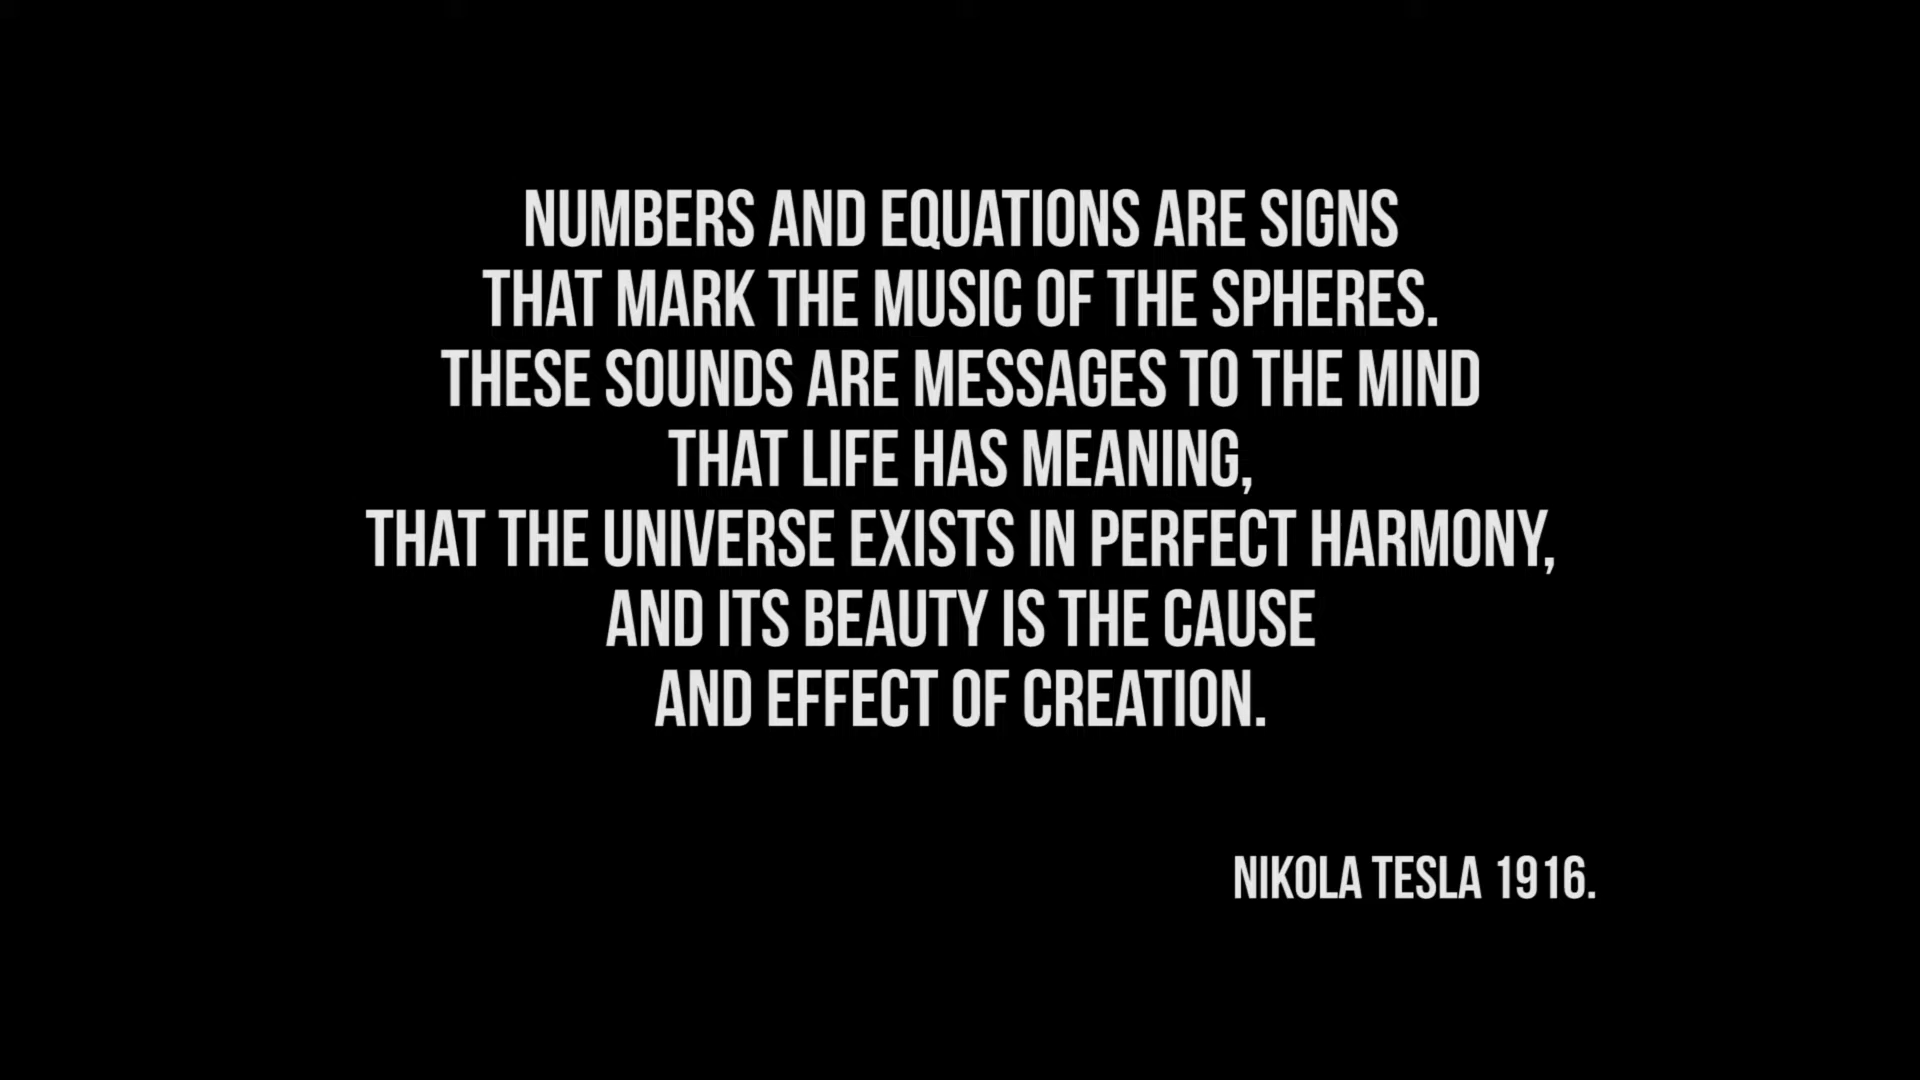 NUMBERS AND EQUATIONS ARE SIGNS
THAT MARK THE MUSIC OF THE SPHERES.
THESE SOUNDS ARE MESSAGES TO THE MIND
THAT LIFE HAS MEANING,
THAT THE UNIVERSE EXISTS IN PERFECT HARMONY,
AND ITS BEAUTY IS THE CAUSE
AND EFFECT OF CREATION.
NIKOLA TESLA 1916.